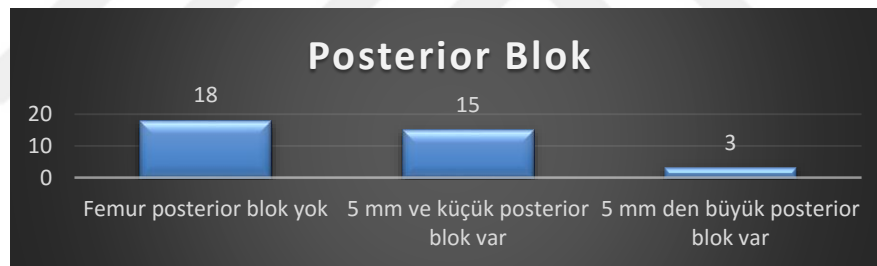 Posterior Blok
18
15
3
20
10
0
Femur posterior blok yok
5 mm ve küçük posterior
blok var
5 mm den büyük posterior
blok var